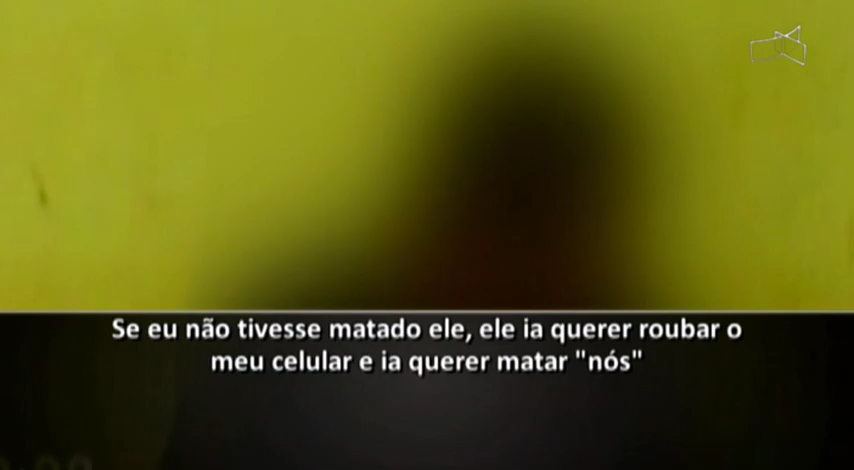 Se eu não tivesse matado ele, ele ia querer roubar o
meu celular e ia querer matar "nós"